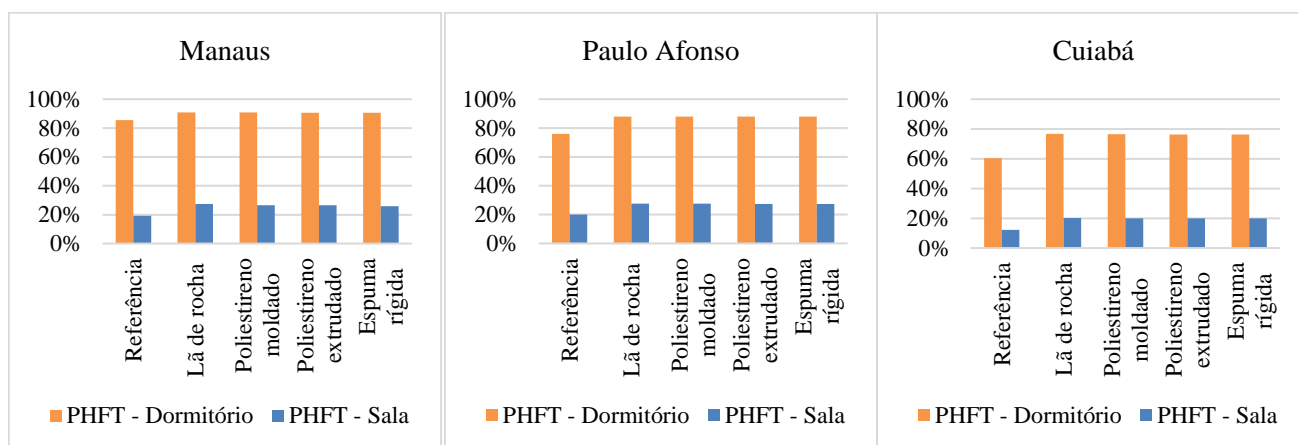 Manaus
100%
80%
60%
40%
20%
0%
Referência
Lã de rocha
Poliestireno
moldado
Poliestireno
extrudado
Espuma
rígida
PHFT - Dormitório
PHFT - Sala
Paulo Afonso
100%
80%
60%
40%
20%
0%
Referência
Lã de rocha
Poliestireno
moldado
Poliestireno
extrudado
Espuma
rígida
PHFT - Dormitório
PHFT - Sala
Cuiabá
100%
80%
60%
40%
20%
0%
Referência
Lã de rocha
Poliestireno
moldado
Poliestireno
extrudado
Espuma
rígida
PHFT - Dormitório
PHFT - Sala